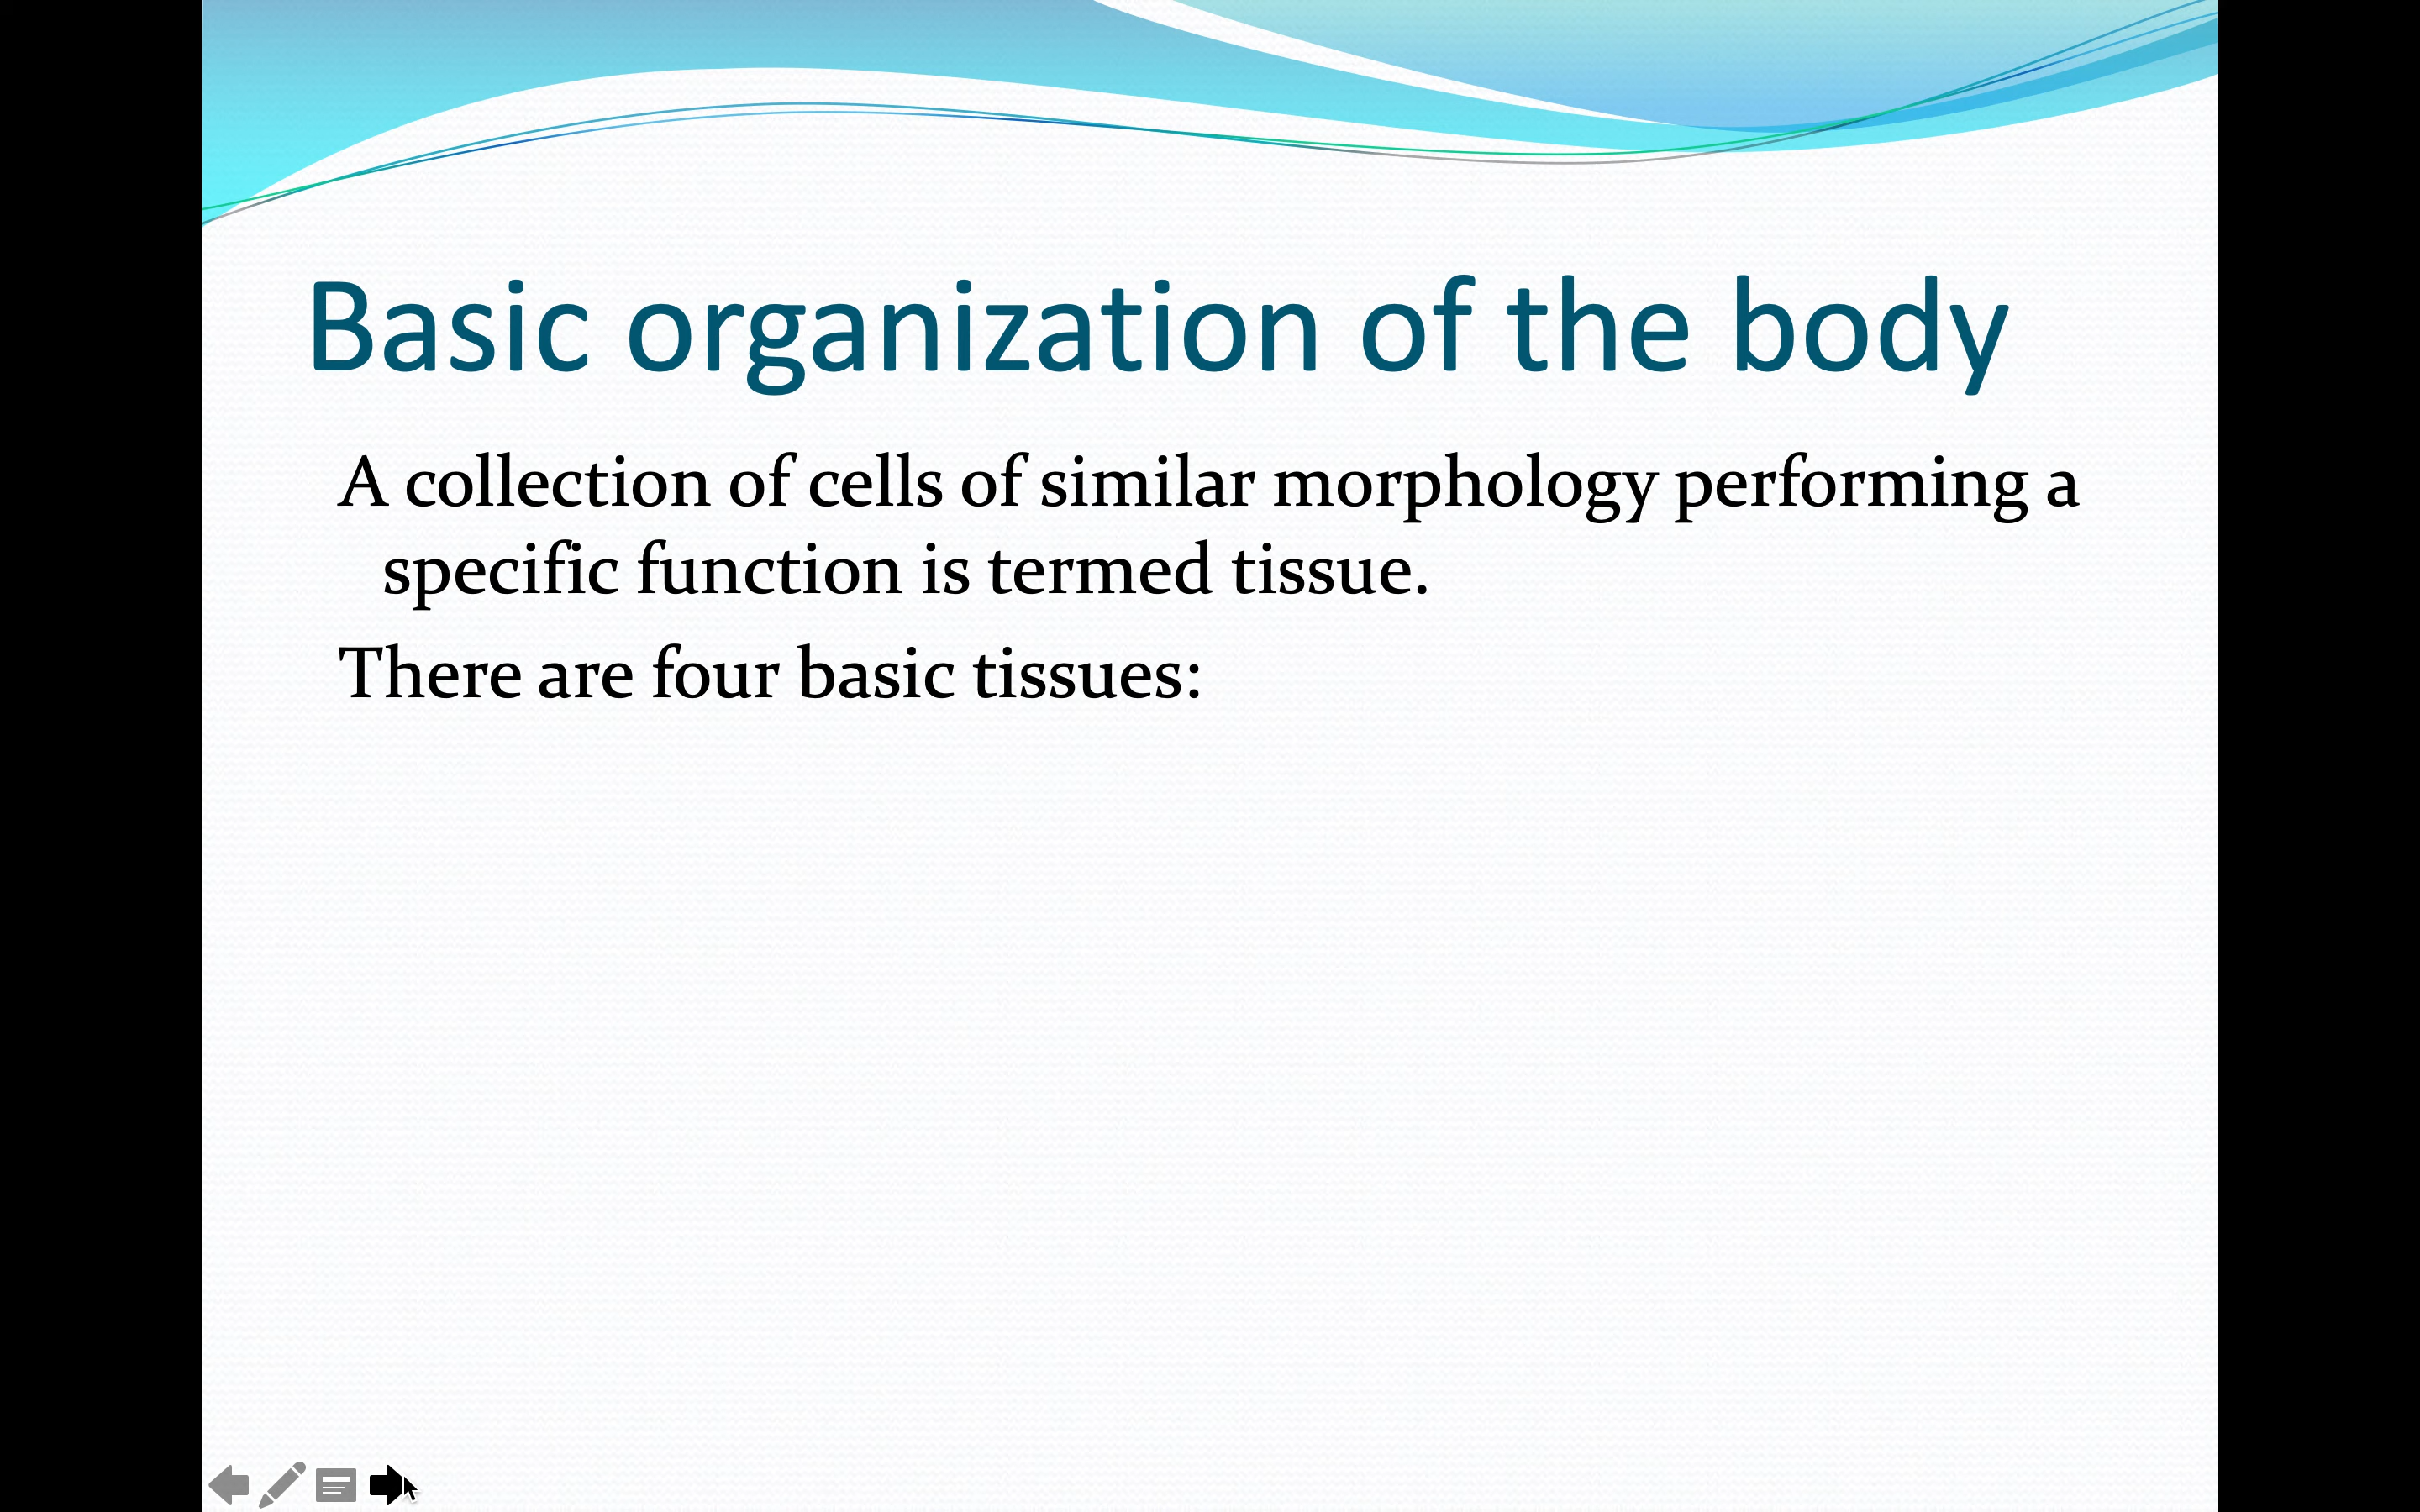 Basic organization of the body
A collection of cells of similar morphology performing a
specific function is termed tissue.
There are four basic tissues: